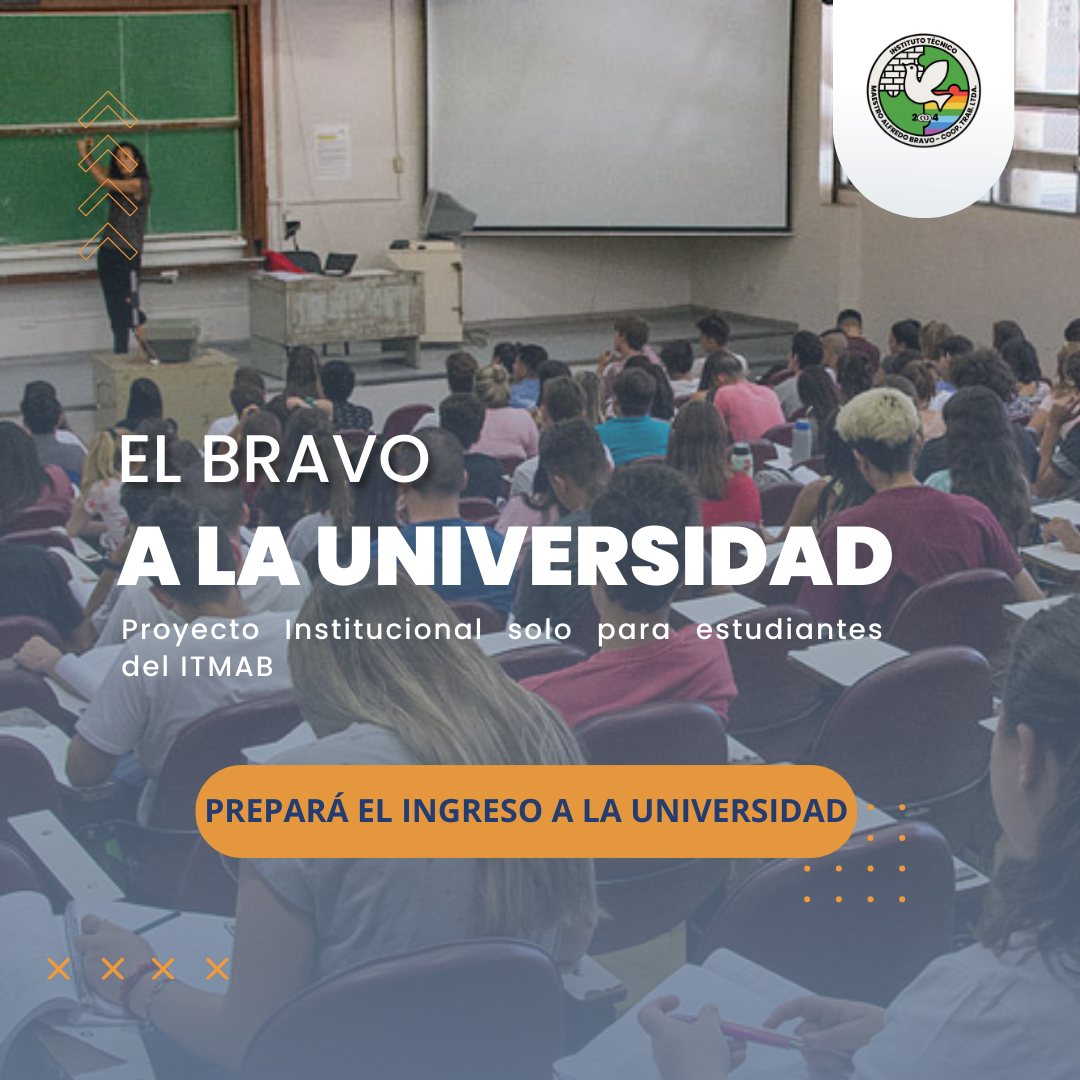 INSTITUTO TÉCNICO
MAESTRO ALFREDO BRAVO - COOP. TRAB. LTDA.
EL BRAVO
A LA UNIVERSIDAD
Proyecto Institucional solo para estudiantes
del ITMAB
PREPARÁ EL INGRESO A LA UNIVERSIDAD